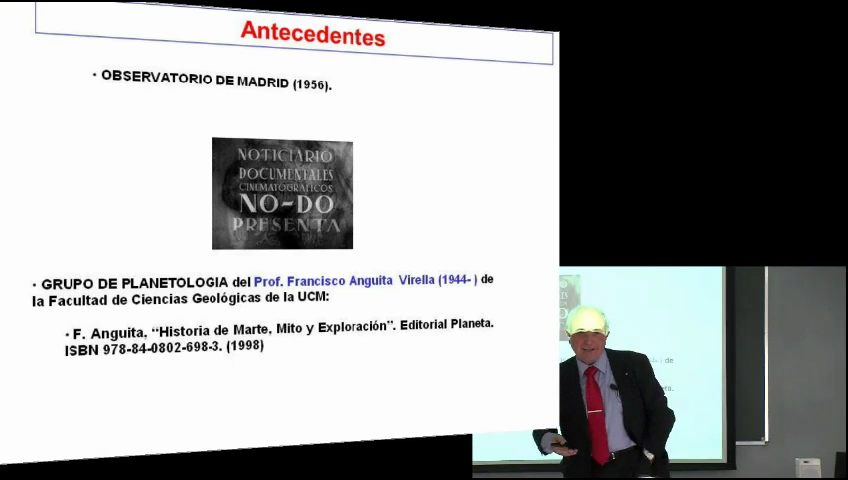 Antecedentes
· OBSERVATORIO DE MADRID (1956).
NOTICIARIO
DOCUMENTALES
CINEMATOGRAFICOS
NO-DO
PRESENTA
· GRUPO DE PLANETOLOGIA del Prof. Francisco Anguita Virella (1944- ) de
la Facultad de Ciencias Geológicas de la UCM:
· F. Anguita, “Historia de Marte, Mito y Exploración”. Editorial Planeta.
ISBN 978-84-0802-698-3. (1998)